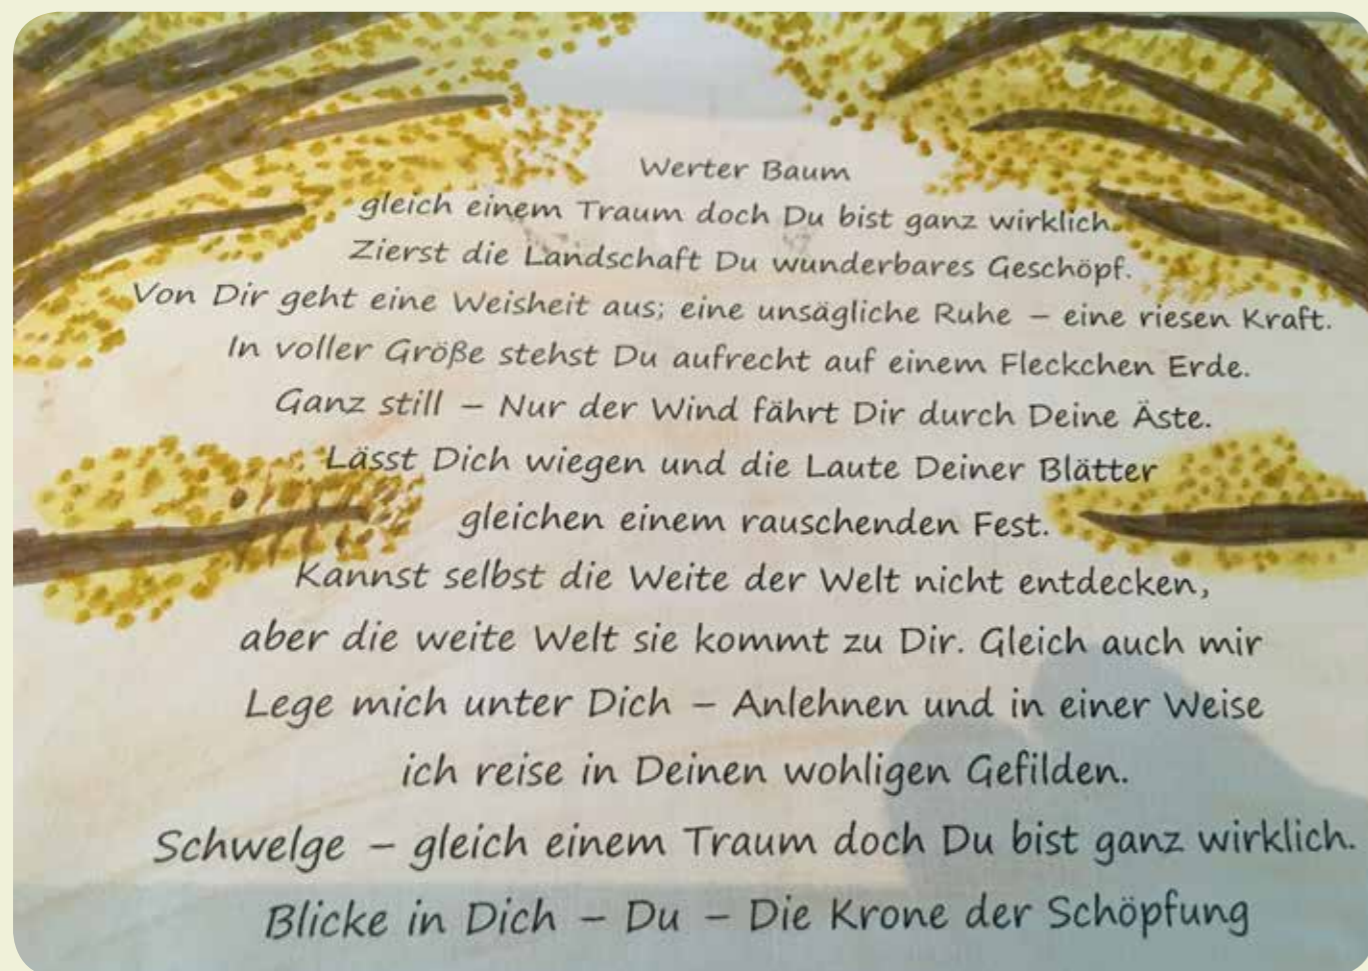 Werter Baum
gleich einem Traum doch Du bist ganz wirklich.
Zierst die Landschaft Du wunderbares Geschöpf.
Von Dir geht eine Weisheit aus; eine unsägliche Ruhe – eine riesen Kraft.
In voller Größe stehst Du aufrecht auf einem Fleckchen Erde.
Ganz still – Nur der Wind fährt Dir durch Deine Äste.
Lässt Dich wiegen und die Laute Deiner Blätter
gleichen einem rauschenden Fest.
Kannst selbst die Weite der Welt nicht entdecken,
aber die weite Welt sie kommt zu Dir. Gleich auch mir
Lege mich unter Dich – Anlehnen und in einer Weise
ich reise in Deinen wohligen Gefilden.
Schwelge – gleich einem Traum doch Du bist ganz wirklich.
Blicke in Dich – Du – Die Krone der Schöpfung